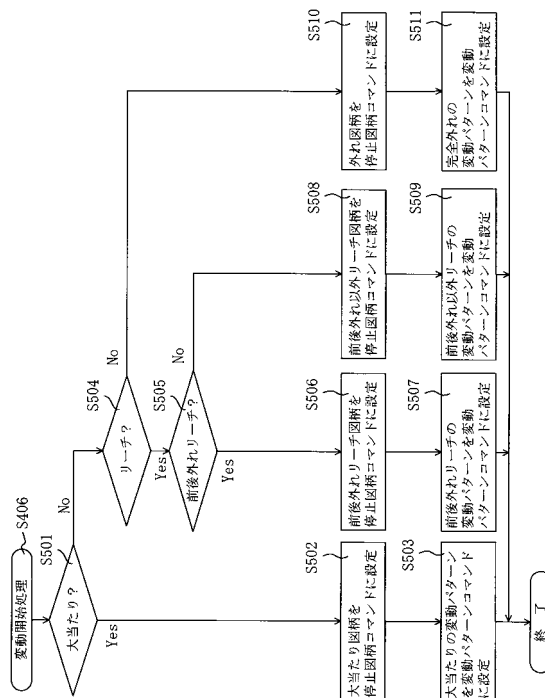 変動開始処理
S406
S501
大当たり?
No
Yes
S504
リーチ?
No
Yes
S505
前後外れリーチ?
No
Yes
S502
大当たり図柄を
停止図柄コマンドに設定
S503
大当たりの変動パターン
を変動パターンコマンド
に設定
S506
前後外れリーチ図柄を
停止図柄コマンドに設定
S507
前後外れリーチの
変動パターンを変動
パターンコマンドに設定
S508
前後外れ以外リーチ図柄を
停止図柄コマンドに設定
S509
前後外れ以外リーチの
変動パターンを変動
パターンコマンドに設定
S510
外れ図柄を
停止図柄コマンドに設定
S511
完全外れの
変動パターンを変動
パターンコマンドに設定
終了